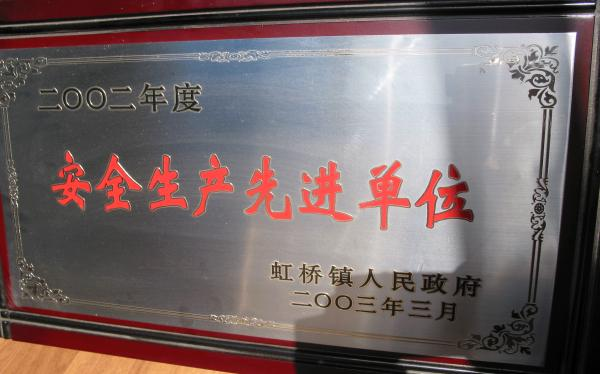 二〇〇二年度
安全生产先进单位
虹桥镇人民政府
二〇〇三年三月